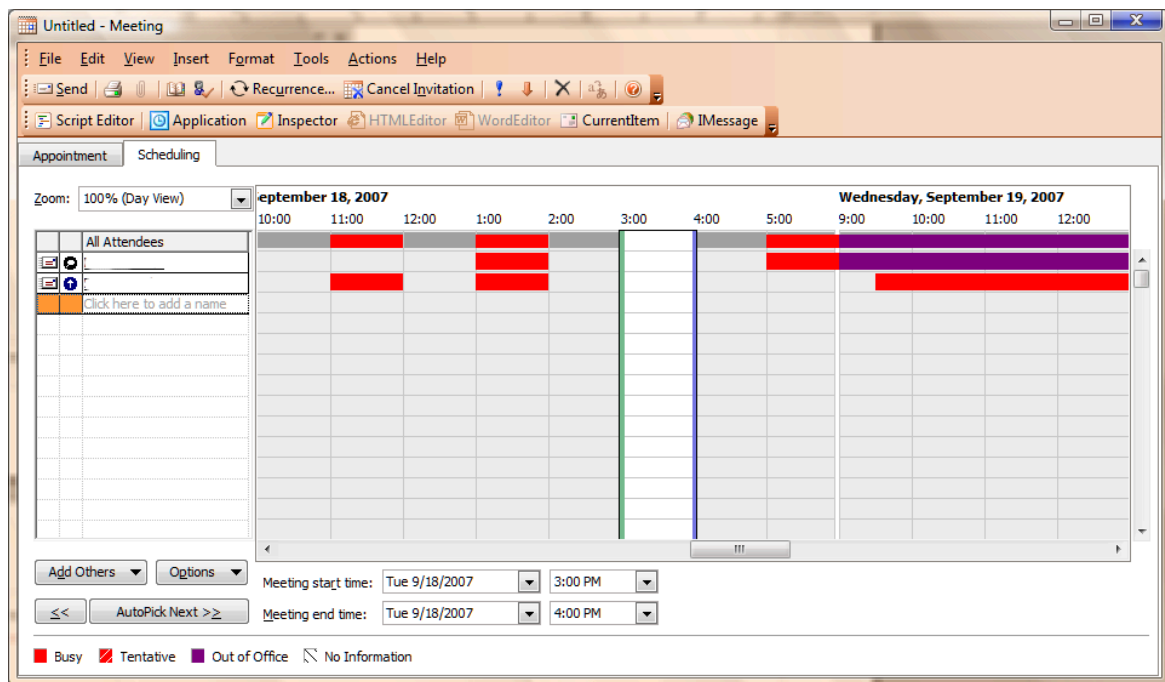 Untitled - Meeting
File Edit View Insert Format Tools Actions Help
Send Recurrence... Cancel Invitation
Script Editor Application Inspector HTMLEditor WordEditor CurrentItem IMessage
Appointment Scheduling
Zoom: 100% (Day View)
eptember 18, 2007 Wednesday, September 19, 2007
10:00 11:00 12:00 1:00 2:00 3:00 4:00 5:00 9:00 10:00 11:00 12:00
All Attendees
Click here to add a name
Add Others Options
Meeting start time: Tue 9/18/2007 3:00 PM
<< AutoPick Next >>
Meeting end time: Tue 9/18/2007 4:00 PM
Busy Tentative Out of Office No Information